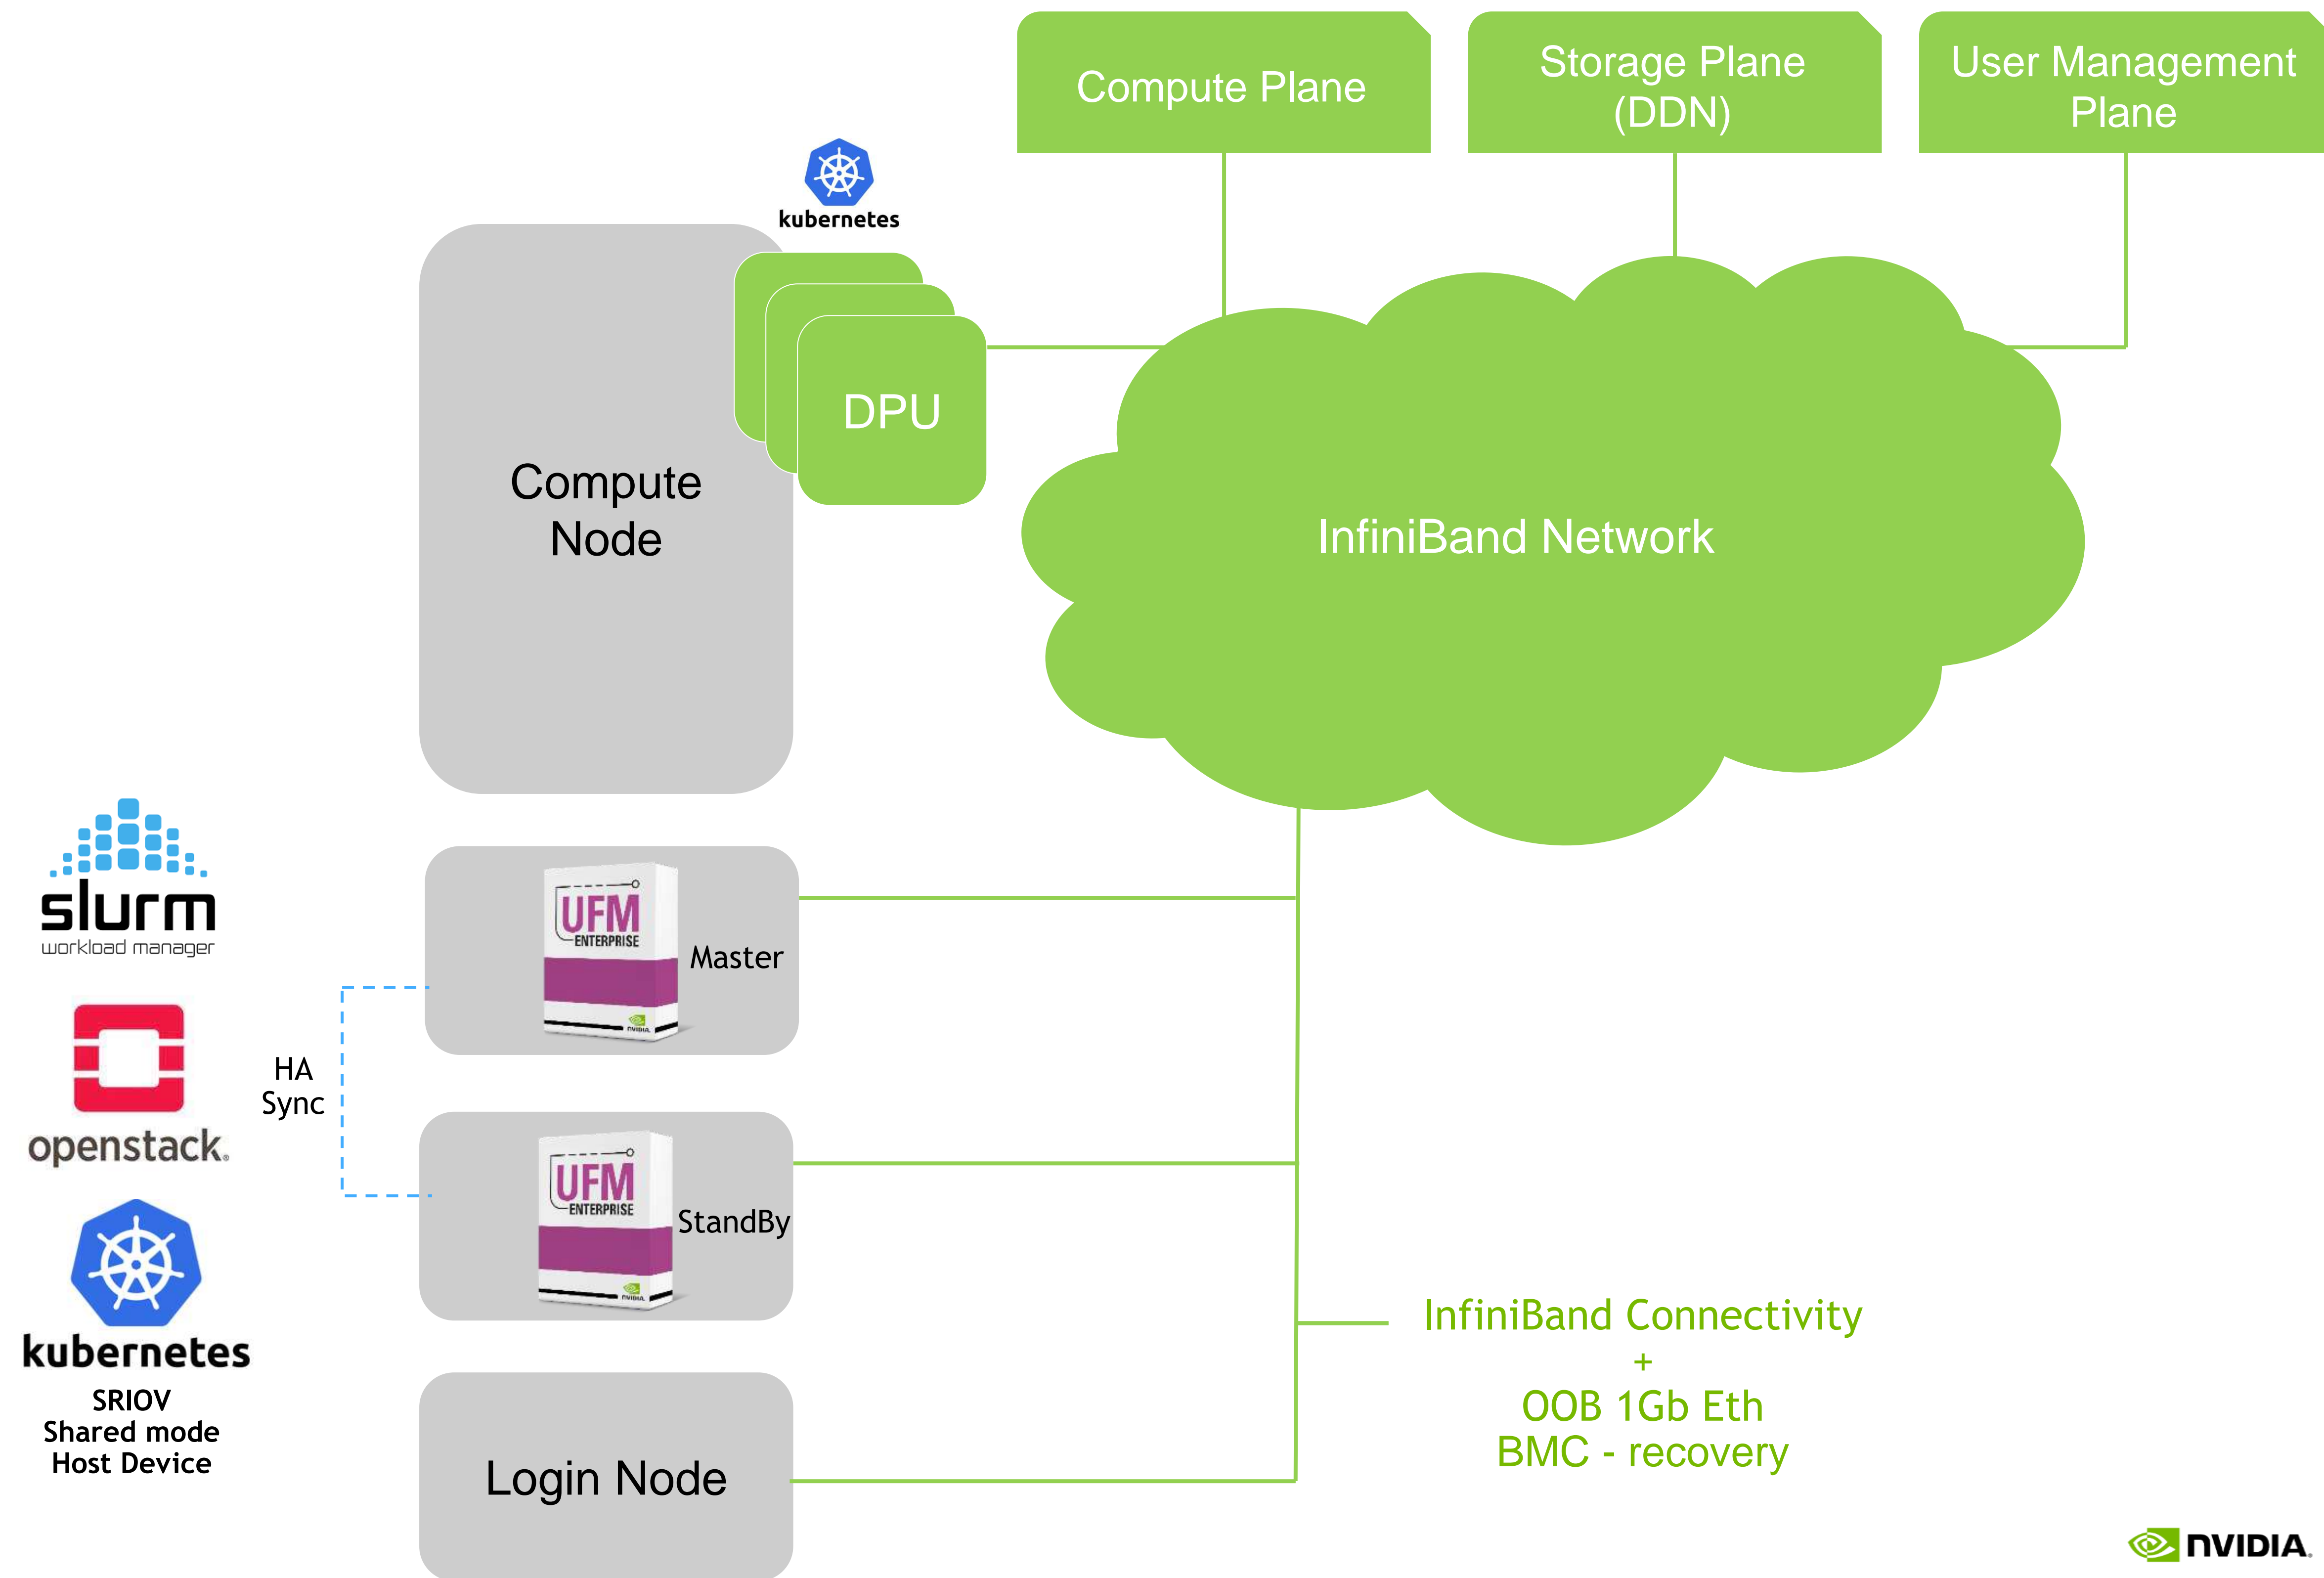 Compute Plane
Storage Plane
(DDN)
User Management
Plane
kubernetes
DPU
Compute
Node
InfiniBand Network
slurm
workload manager
UFM
ENTERPRISE
NVIDIA.
Master
openstack.
HA
Sync
UFM
ENTERPRISE
NVIDIA.
StandBy
kubernetes
SRIOV
Shared mode
Host Device
InfiniBand Connectivity
+
OOB 1Gb Eth
BMC - recovery
Login Node
NVIDIA.